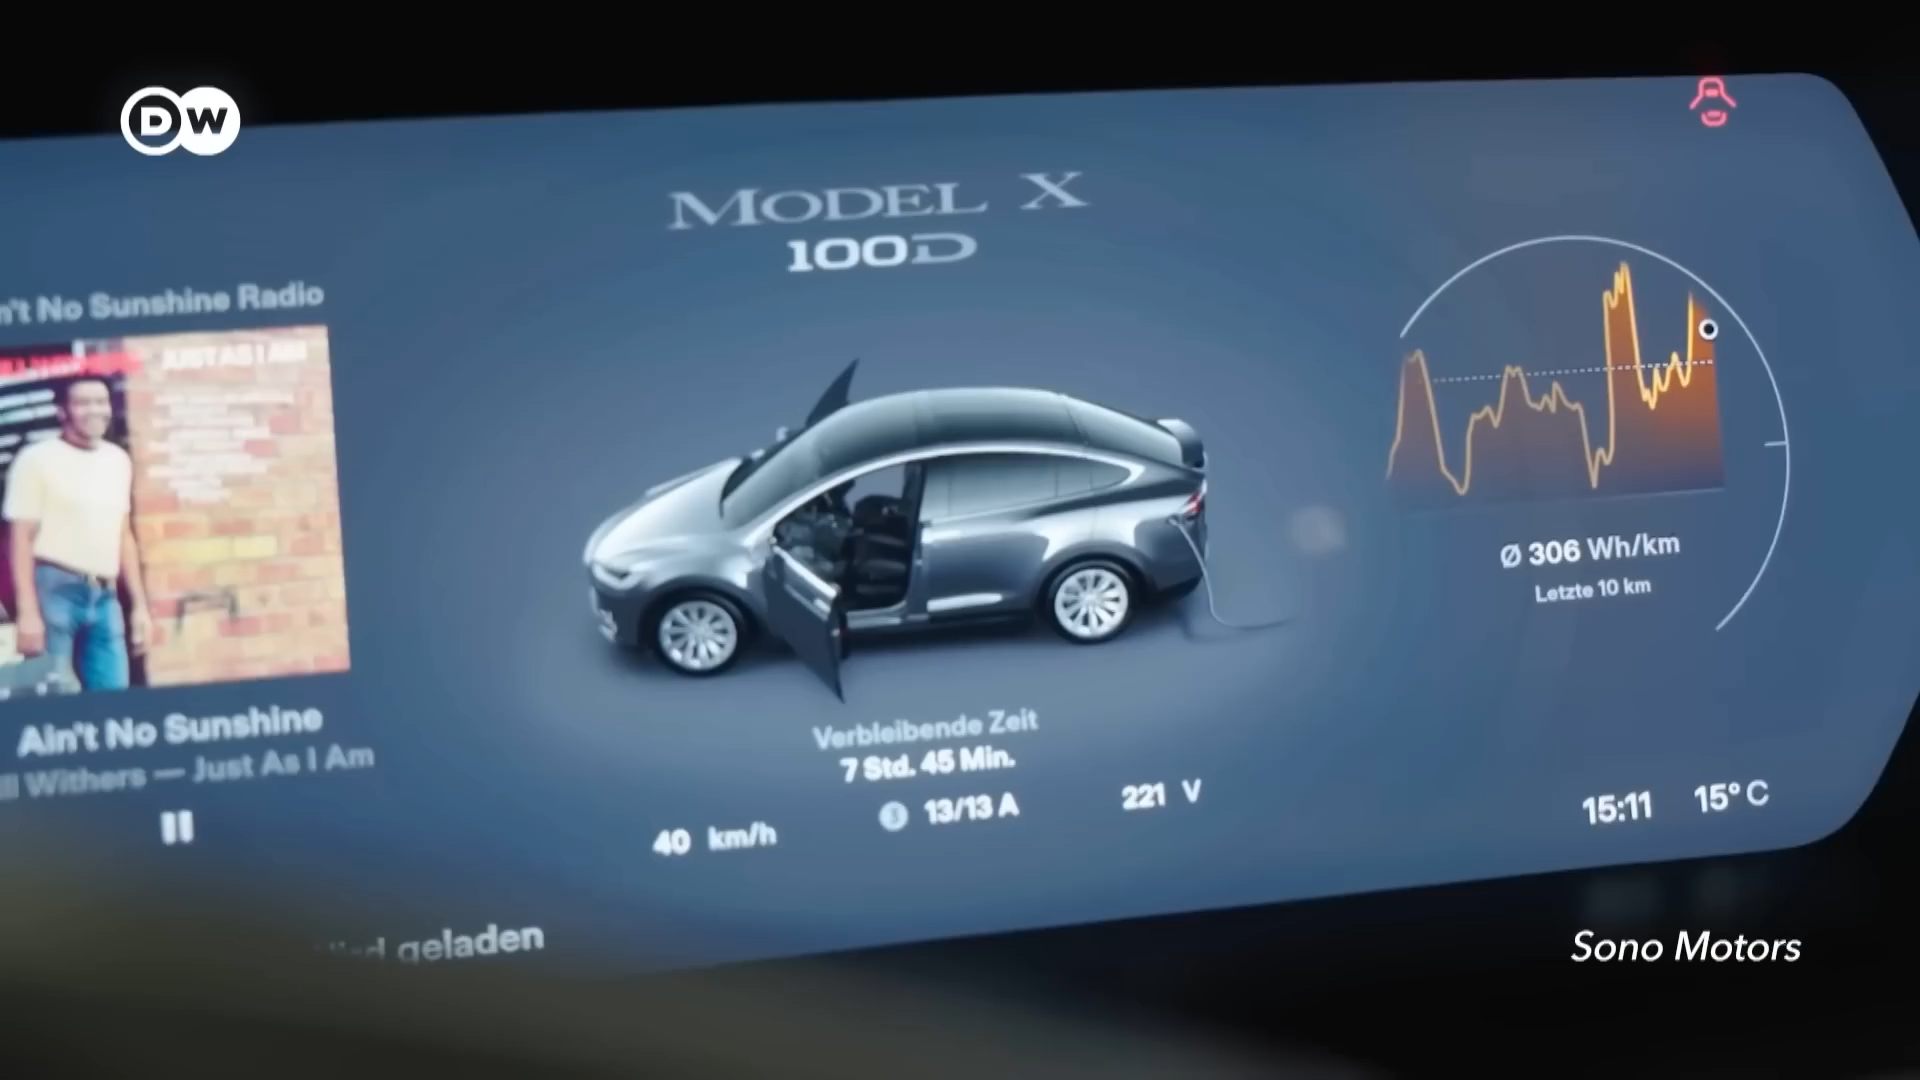 DW
MODEL X
100D
n't No Sunshine Radio
JUST AS I AM
Ain't No Sunshine
ll Withers — Just As I Am
Verbleibende Zeit
7 Std. 45 Min.
40 km/h
13/13 A
221 V
Ø 306 Wh/km
Letzte 10 km
15:11
15° C
geladen
Sono Motors